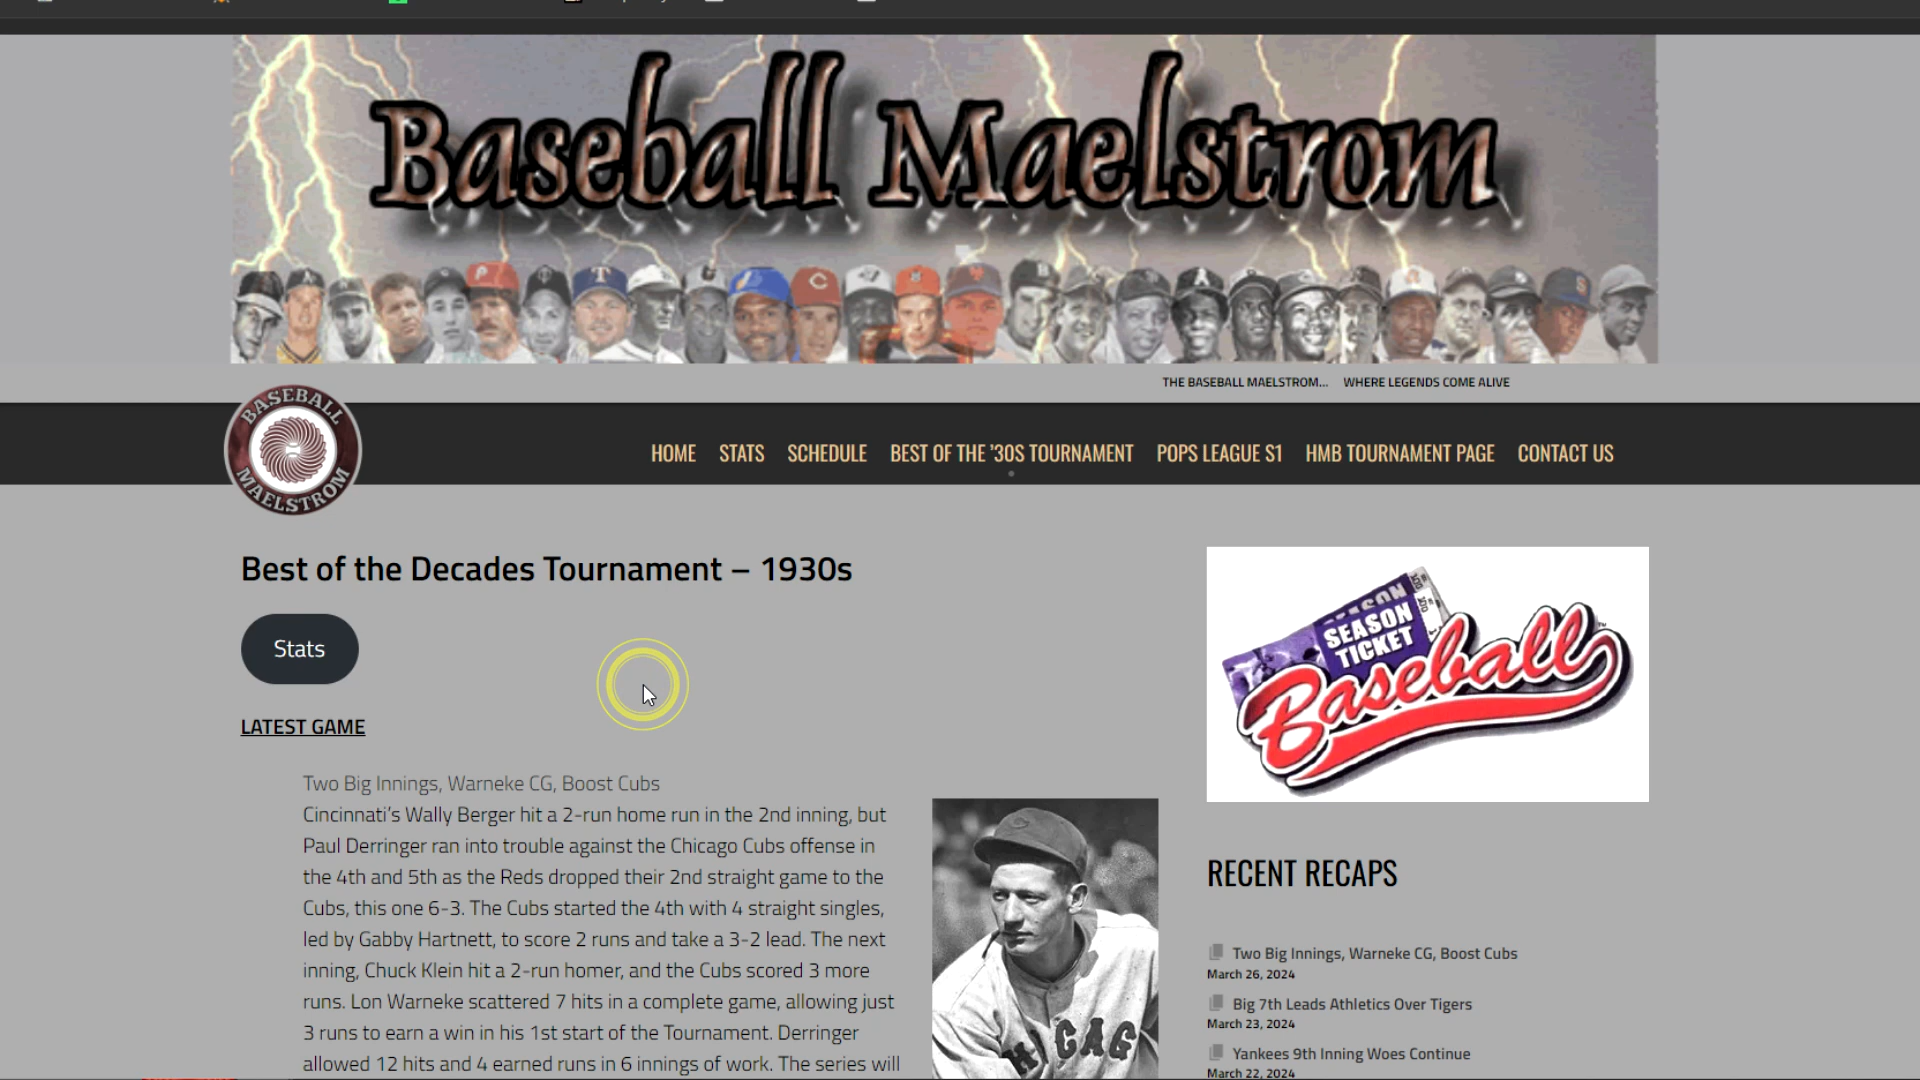 Baseball Maelstrom
THE BASEBALL MAELSTROM... WHERE LEGENDS COME ALIVE
BASEBALL
MAELSTROM
HOME STATS SCHEDULE BEST OF THE '30S TOURNAMENT POPS LEAGUE S1 HMB TOURNAMENT PAGE CONTACT US
Best of the Decades Tournament – 1930s
Stats
LATEST GAME
Two Big Innings, Warneke CG, Boost Cubs
Cincinnati's Wally Berger hit a 2-run home run in the 2nd inning, but
Paul Derringer ran into trouble against the Chicago Cubs offense in
the 4th and 5th as the Reds dropped their 2nd straight game to the
Cubs, this one 6-3. The Cubs started the 4th with 4 straight singles,
led by Gabby Hartnett, to score 2 runs and take a 3-2 lead. The next
inning, Chuck Klein hit a 2-run homer, and the Cubs scored 3 more
runs. Lon Warneke scattered 7 hits in a complete game, allowing just
3 runs to earn a win in his 1st start of the Tournament. Derringer
allowed 12 hits and 4 earned runs in 6 innings of work. The series will
CAG
SEASON
SEASON
TICKET
Baseball
RECENT RECAPS
Two Big Innings, Warneke CG, Boost Cubs
March 26, 2024
Big 7th Leads Athletics Over Tigers
March 23, 2024
Yankees 9th Inning Woes Continue
March 22, 2024